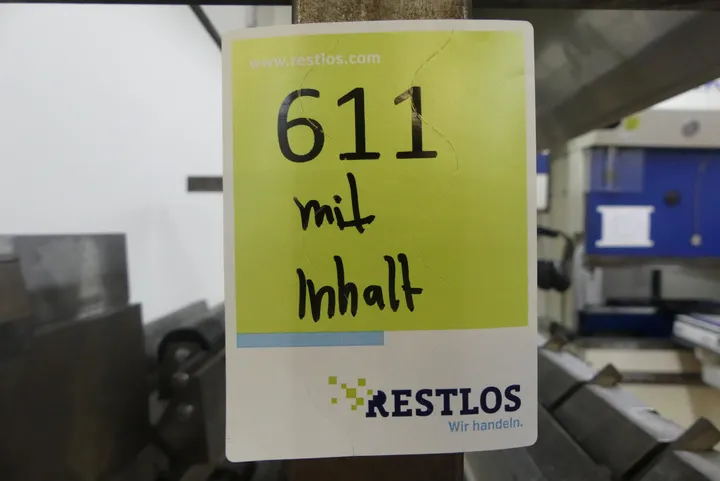 www.restlos.com
611
mit
Inhalt
RESTLOS
Wir handeln.